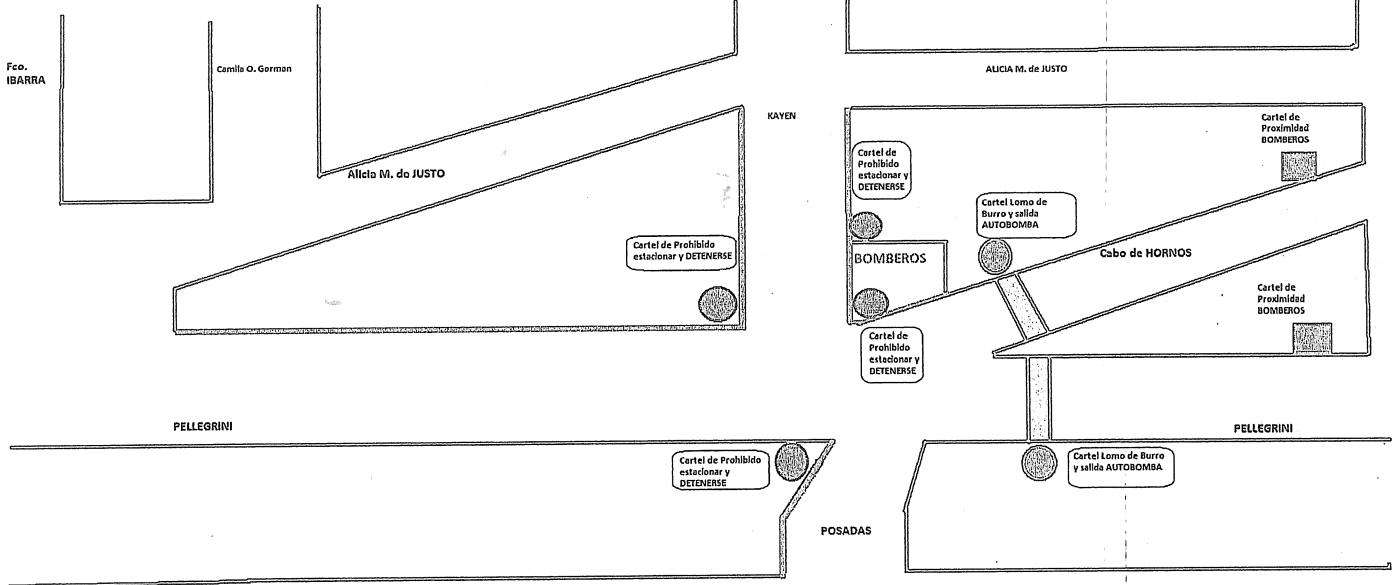 Fco.
IBARRA
Camila O. Gorman
ALICIA M. de JUSTO
KAYEN
Cartel de
Proximidad
BOMBEROS
Alicia M. de JUSTO
Cartel de
Prohibido
estacionar y
DETENERSE
Cartel Lomo de
Burro y salida
AUTOBOMBA
Cartel de Prohibido
estacionar y DETENERSE
BOMBEROS
Cabo de HORNOS
Cartel de
Proximidad
BOMBEROS
Cartel de
Prohibido
estacionar y
DETENERSE
PELLEGRINI
PELLEGRINI
Cartel de Prohibido
estacionar y
DETENERSE
Cartel Lomo de Burro
y salida AUTOBOMBA
POSADAS